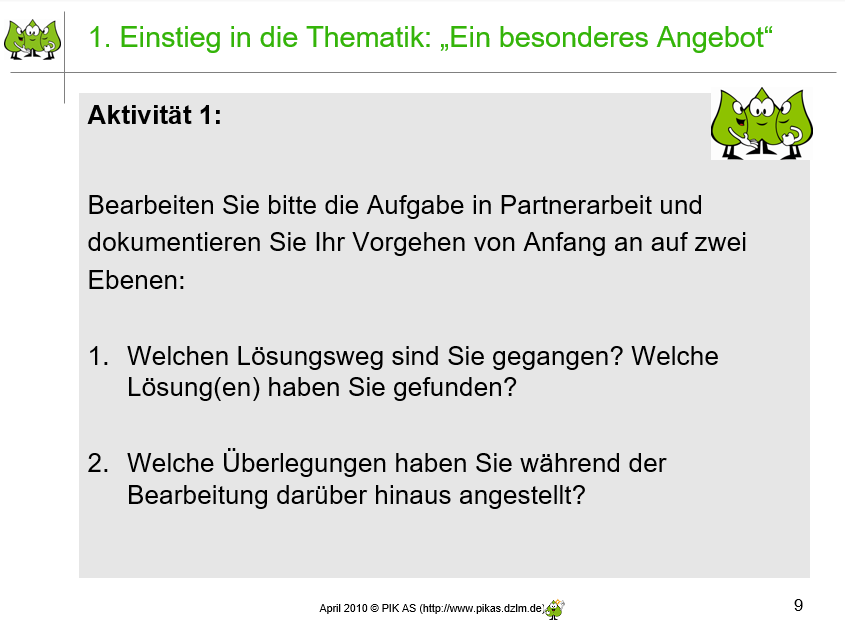 1. Einstieg in die Thematik: „Ein besonderes Angebot“
Aktivität 1:
Bearbeiten Sie bitte die Aufgabe in Partnerarbeit und
dokumentieren Sie Ihr Vorgehen von Anfang an auf zwei
Ebenen:
1. Welchen Lösungsweg sind Sie gegangen? Welche
Lösung(en) haben Sie gefunden?
2. Welche Überlegungen haben Sie während der
Bearbeitung darüber hinaus angestellt?
April 2010 © PIK AS (http://www.pikas.dzlm.de)
9